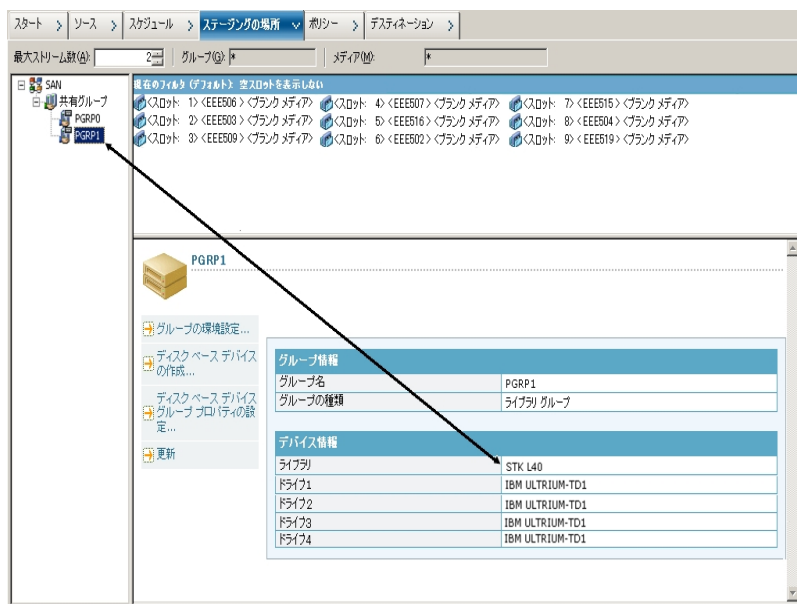 スタート > ソース > スケジュール > ステージングの場所 ポリシー > デスティネーション >
最大ストリーム数(A): 2 グループ(G): * メディア(M): *
SAN
共有グループ
PGRP0
PGRP1
現在のフィルタ (デフォルト): 空スロットを表示しない
<スロット: 1> <EEE506> <ブランク メディア> <スロット: 4> <EEE507> <ブランク メディア> <スロット: 7> <EEE515> <ブランク メディア>
<スロット: 2> <EEE503> <ブランク メディア> <スロット: 5> <EEE516> <ブランク メディア> <スロット: 8> <EEE504> <ブランク メディア>
<スロット: 3> <EEE509> <ブランク メディア> <スロット: 6> <EEE502> <ブランク メディア> <スロット: 9> <EEE519> <ブランク メディア>
PGRP1
グループの環境設定...
ディスク ベース デバイス
の作成...
ディスク ベース デバイス
グループ プロパティの設
定...
更新
グループ情報
グループ名 PGRP1
グループの種類 ライブラリ グループ
デバイス情報
ライブラリ STK L40
ドライブ1 IBM ULTRIUM-TD1
ドライブ2 IBM ULTRIUM-TD1
ドライブ3 IBM ULTRIUM-TD1
ドライブ4 IBM ULTRIUM-TD1